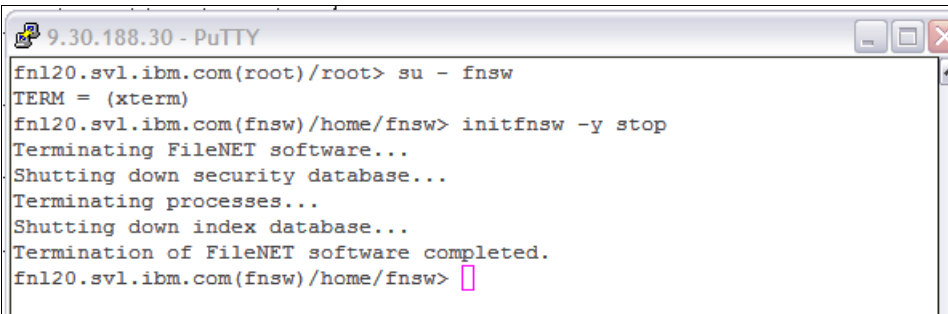 9.30.188.30 - PuTTY
fnl20.svl.ibm.com(root)/root> su - fnsw
TERM = (xterm)
fnl20.svl.ibm.com(fnsw)/home/fnsw> initfnsw -y stop
Terminating FileNET software...
Shutting down security database...
Terminating processes...
Shutting down index database...
Termination of FileNET software completed.
fnl20.svl.ibm.com(fnsw)/home/fnsw>